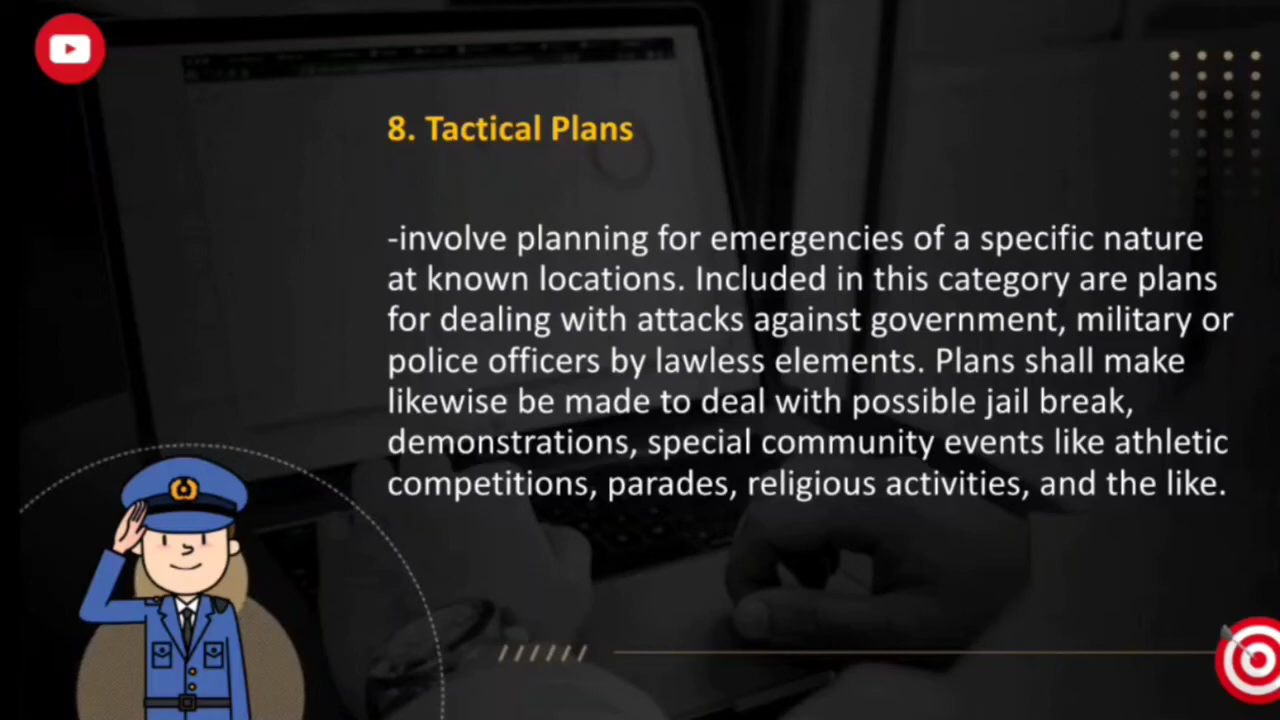 8. Tactical Plans
-involve planning for emergencies of a specific nature
at known locations. Included in this category are plans
for dealing with attacks against government, military or
police officers by lawless elements. Plans shall make
likewise be made to deal with possible jail break,
demonstrations, special community events like athletic
competitions, parades, religious activities, and the like.